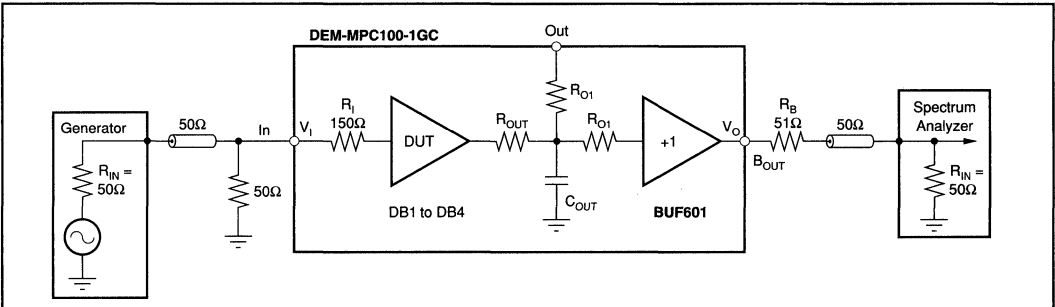 DEM-MPC100-1GC
Out
Generator
R_IN =
50Ω
50Ω
In
50Ω
V_I
R_I
150Ω
DUT
DB1 to DB4
R_OUT
R_O1
R_O1
C_OUT
+1
BUF601
V_O
B_OUT
R_B
51Ω
50Ω
Spectrum
Analyzer
R_IN =
50Ω